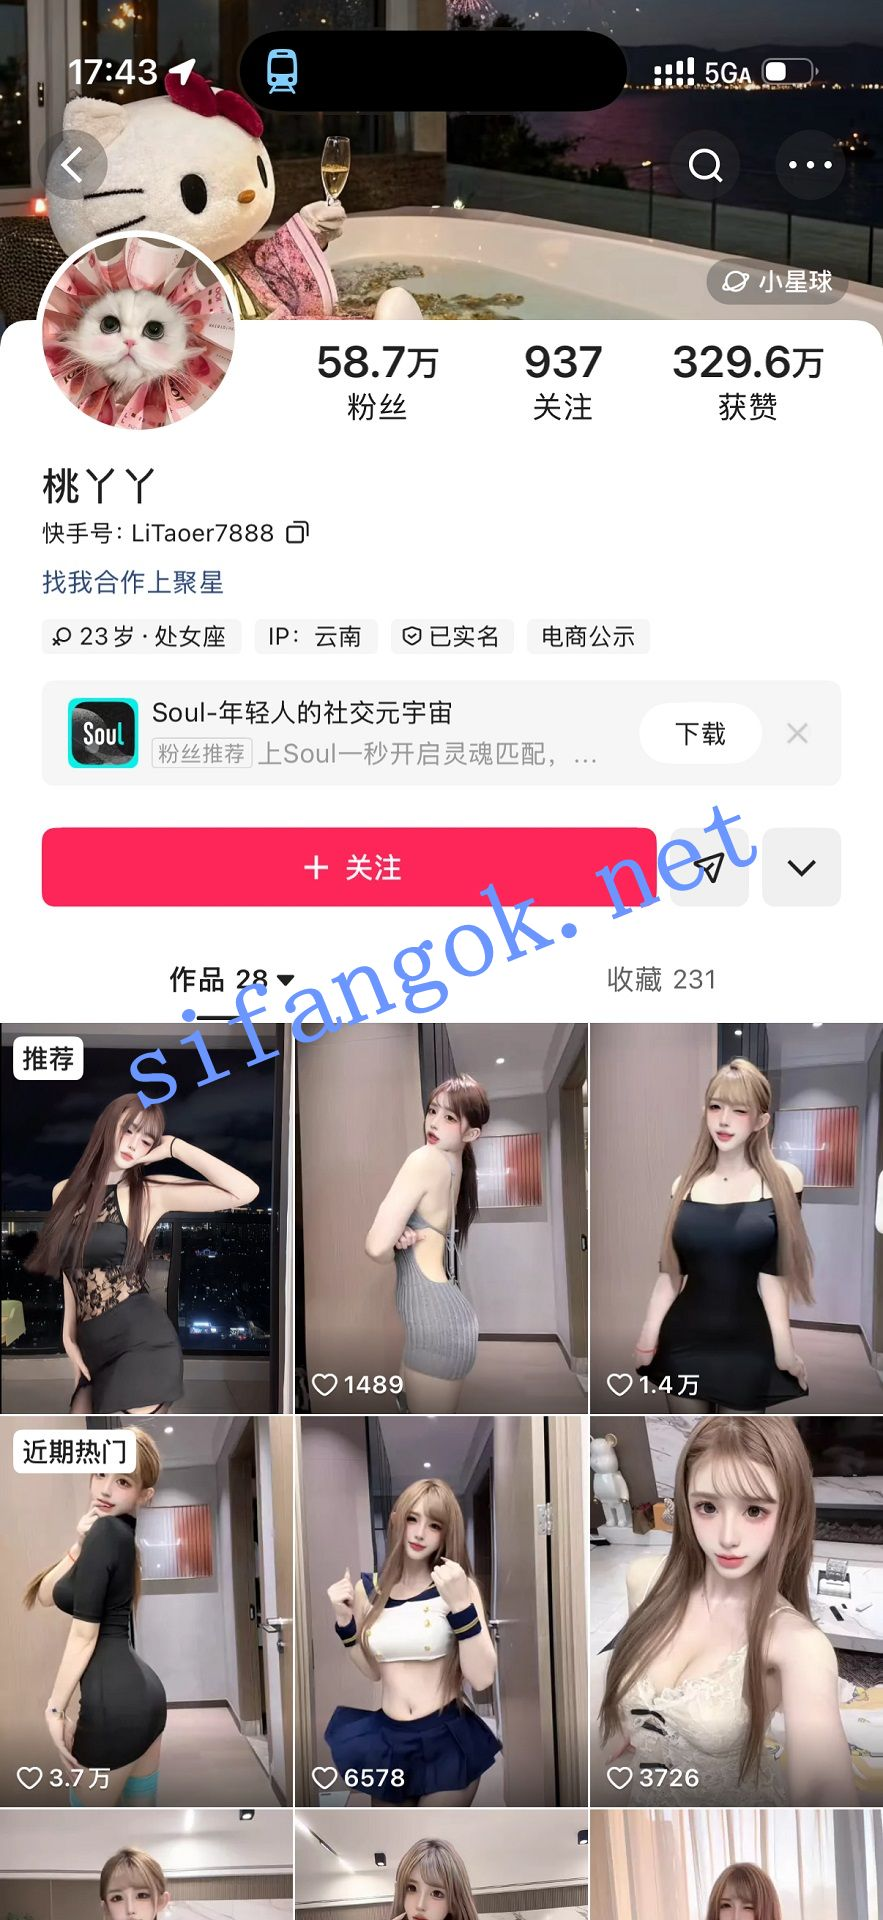 17:43
5GA
小星球
58.7万 937 329.6万
粉丝 关注 获赞
桃丫丫
快手号: LiTaoer7888
找我合作上聚星
23岁·处女座 IP: 云南 已实名 电商公示
Soul
Soul-年轻人的社交元宇宙
粉丝推荐 上Soul一秒开启灵魂匹配，...
下载
+ 关注
sifangok.net
作品 28 收藏 231
推荐
1489
1.4万
近期热门
3.7万
6578
3726